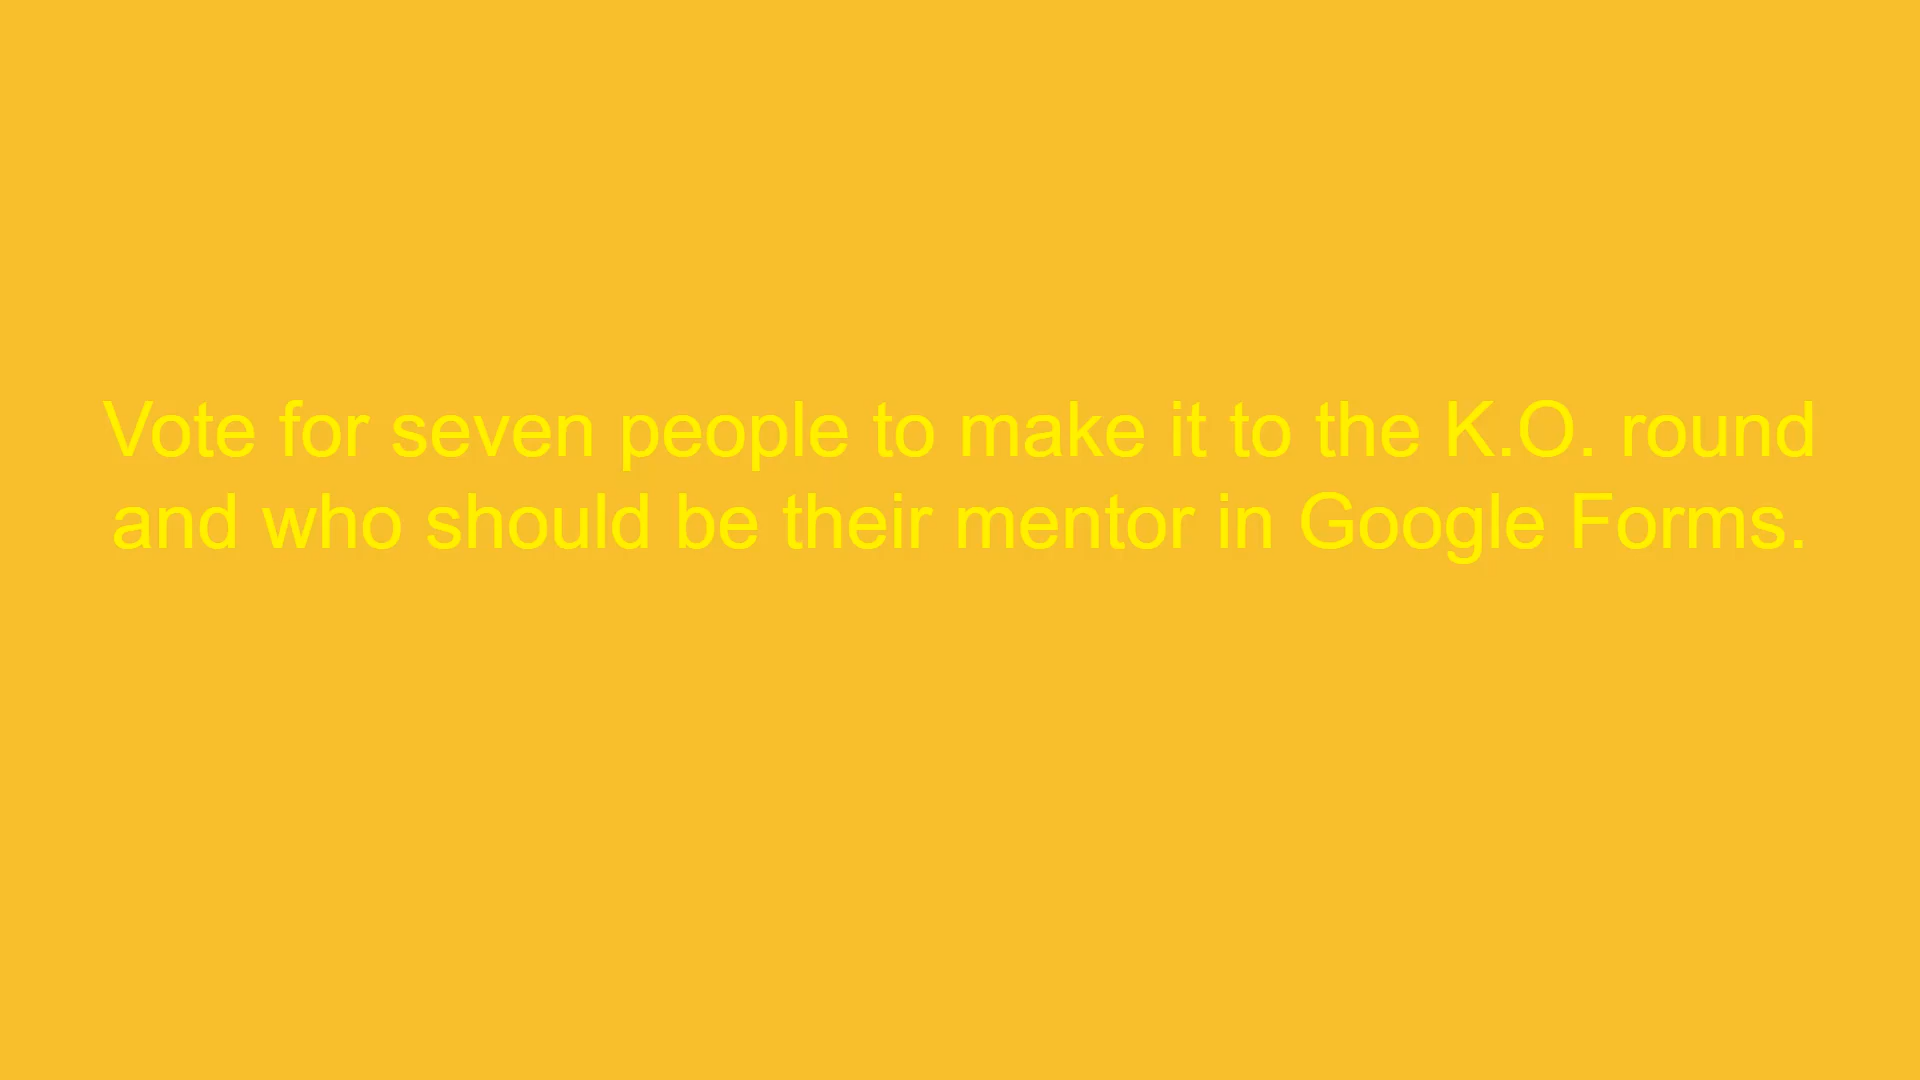 Vote for seven people to make it to the K.O. round
and who should be their mentor in Google Forms.